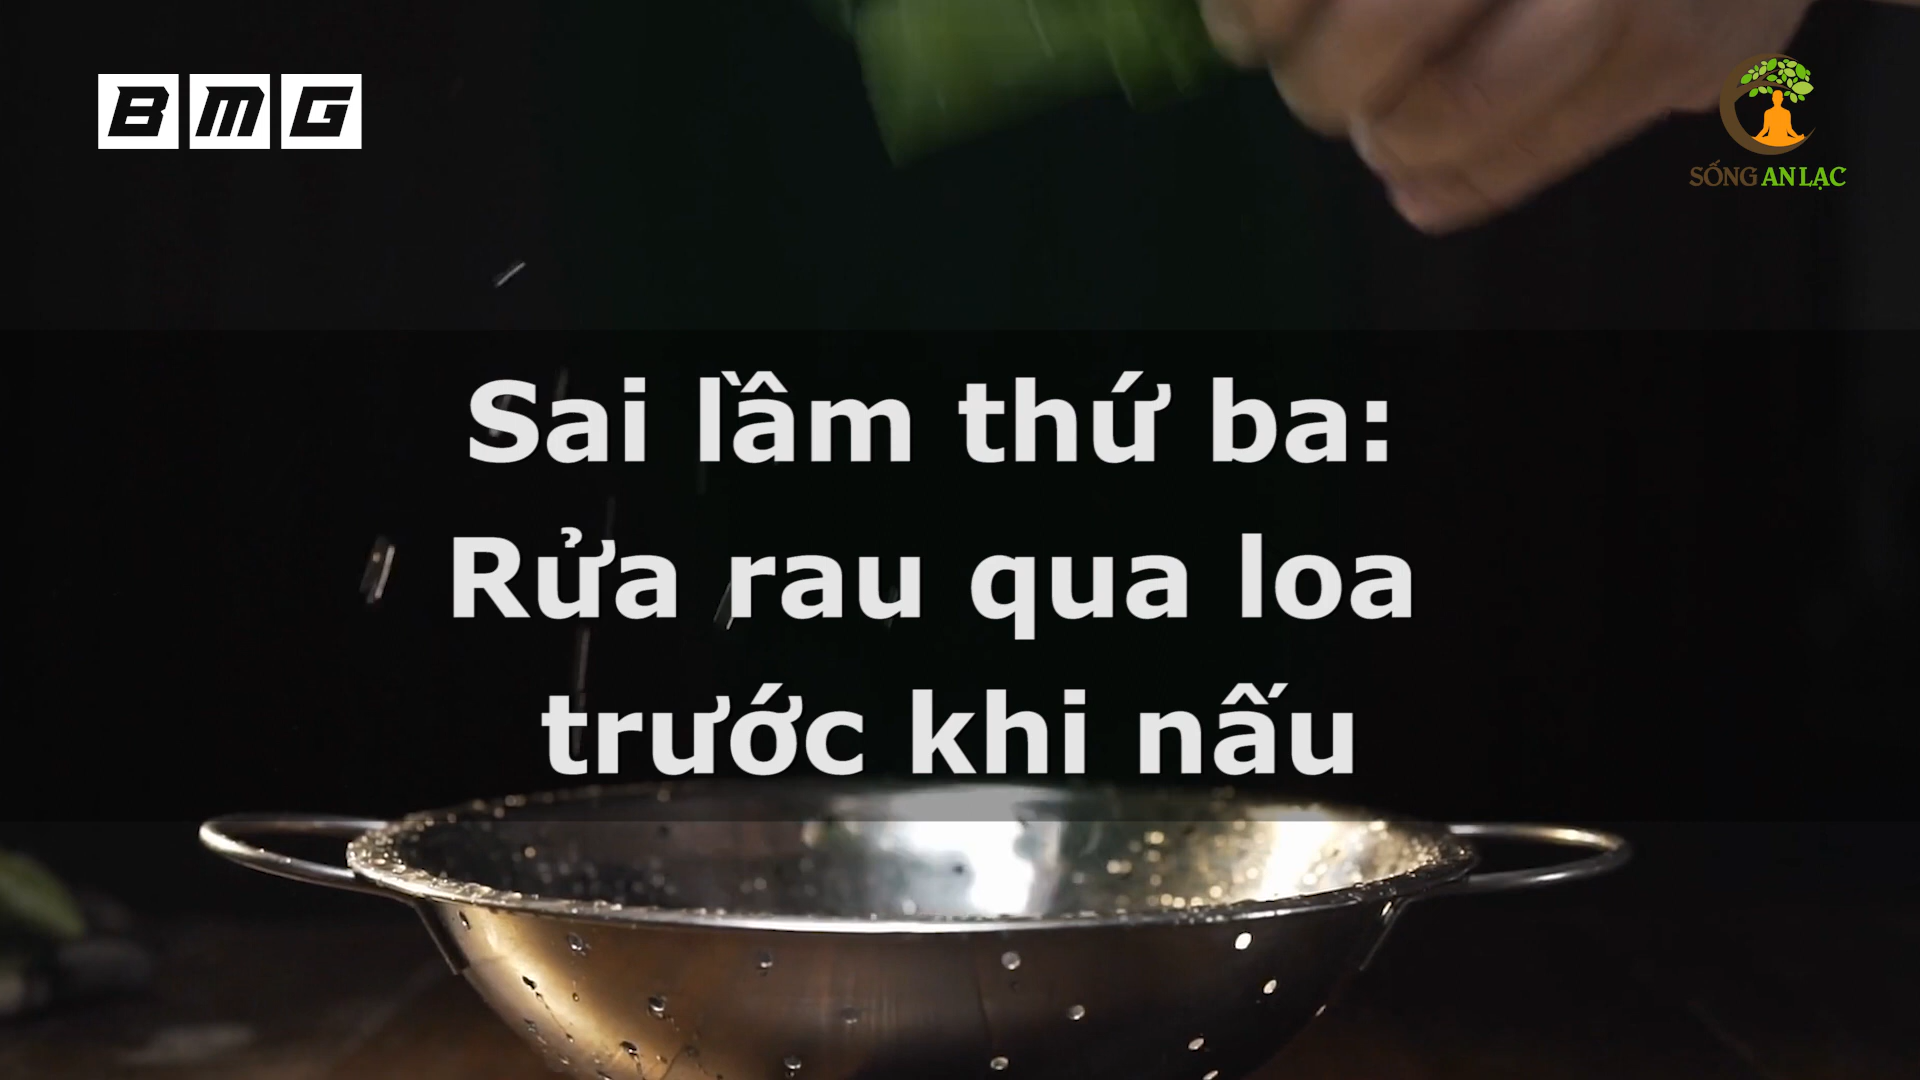 BMG
SỐNG AN LẠC
Sai lầm thứ ba:
Rửa rau qua loa
trước khi nấu